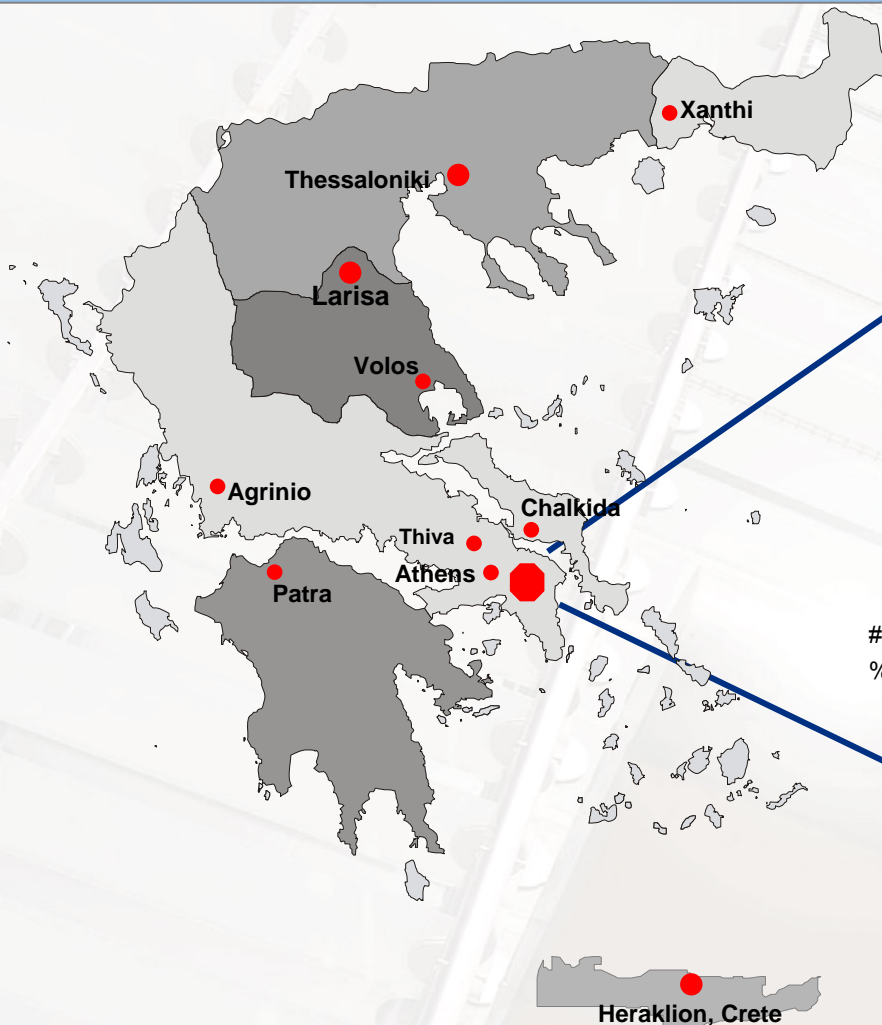 Xanthi
Thessaloniki
Larisa
Volos
Agrinio
Chalkida
Thiva
Athens
Patra
#
%
Heraklion, Crete